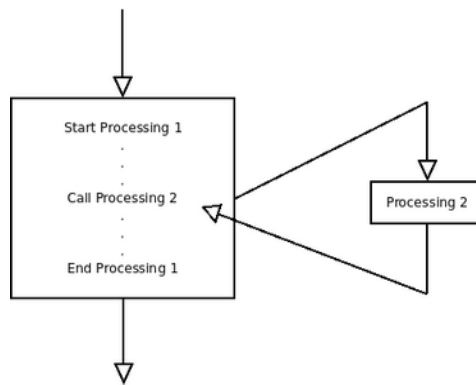 Start Processing 1
.
.
.
Call Processing 2
.
.
.
End Processing 1
Processing 2